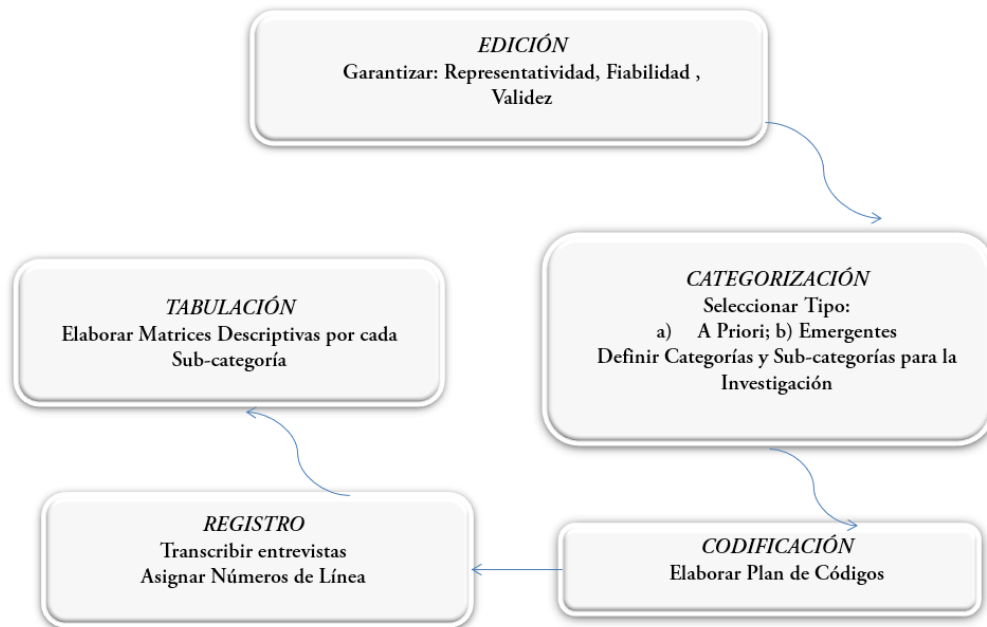 EDICIÓN
Garantizar: Representatividad, Fiabilidad ,
Validez
CATEGORIZACIÓN
Seleccionar Tipo:
a) A Priori; b) Emergentes
Definir Categorías y Sub-categorías para la
Investigación
CODIFICACIÓN
Elaborar Plan de Códigos
REGISTRO
Transcribir entrevistas
Asignar Números de Línea
TABULACIÓN
Elaborar Matrices Descriptivas por cada
Sub-categoría